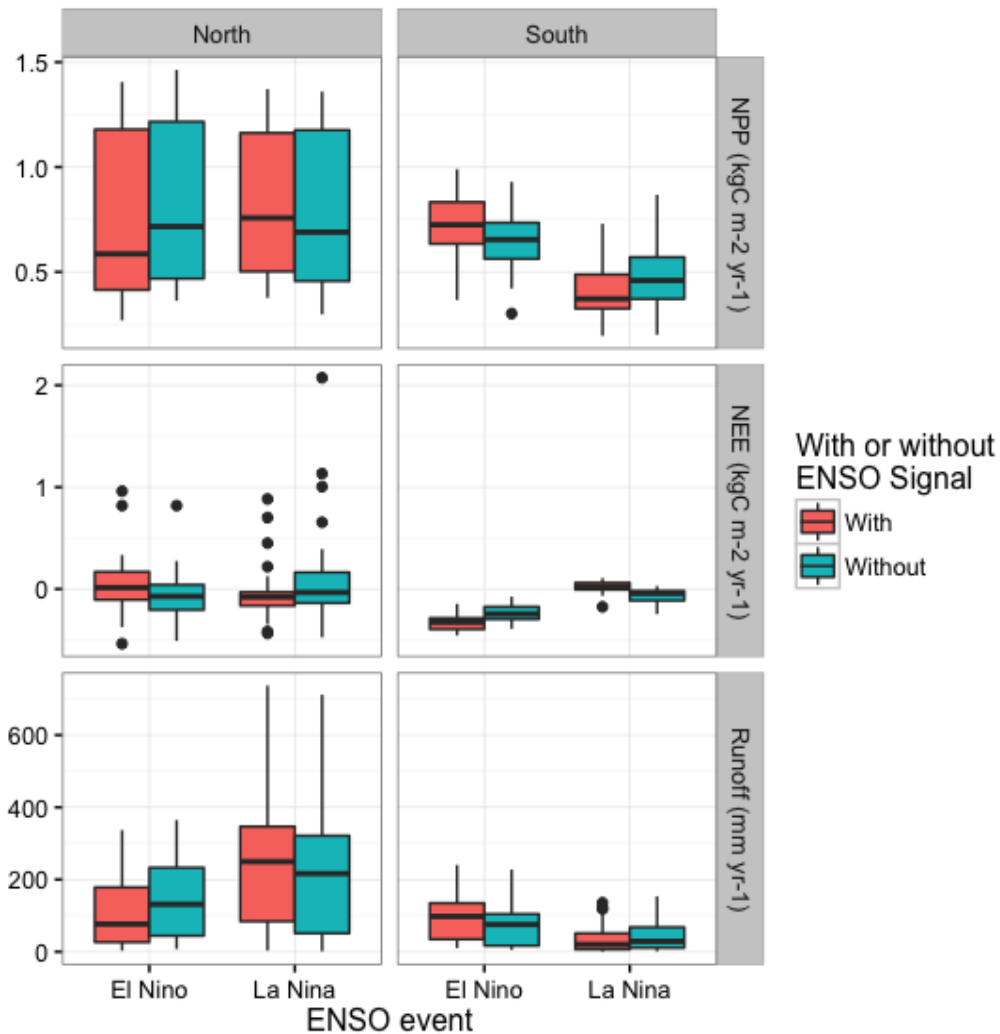 North
South
1.5
1.0
0.5
NPP (kgC m-2 yr-1)
2
1
0
NEE (kgC m-2 yr-1)
With or without
ENSO Signal
With
Without
600
400
200
0
Runoff (mm yr-1)
El Nino
La Nina
El Nino
La Nina
ENSO event